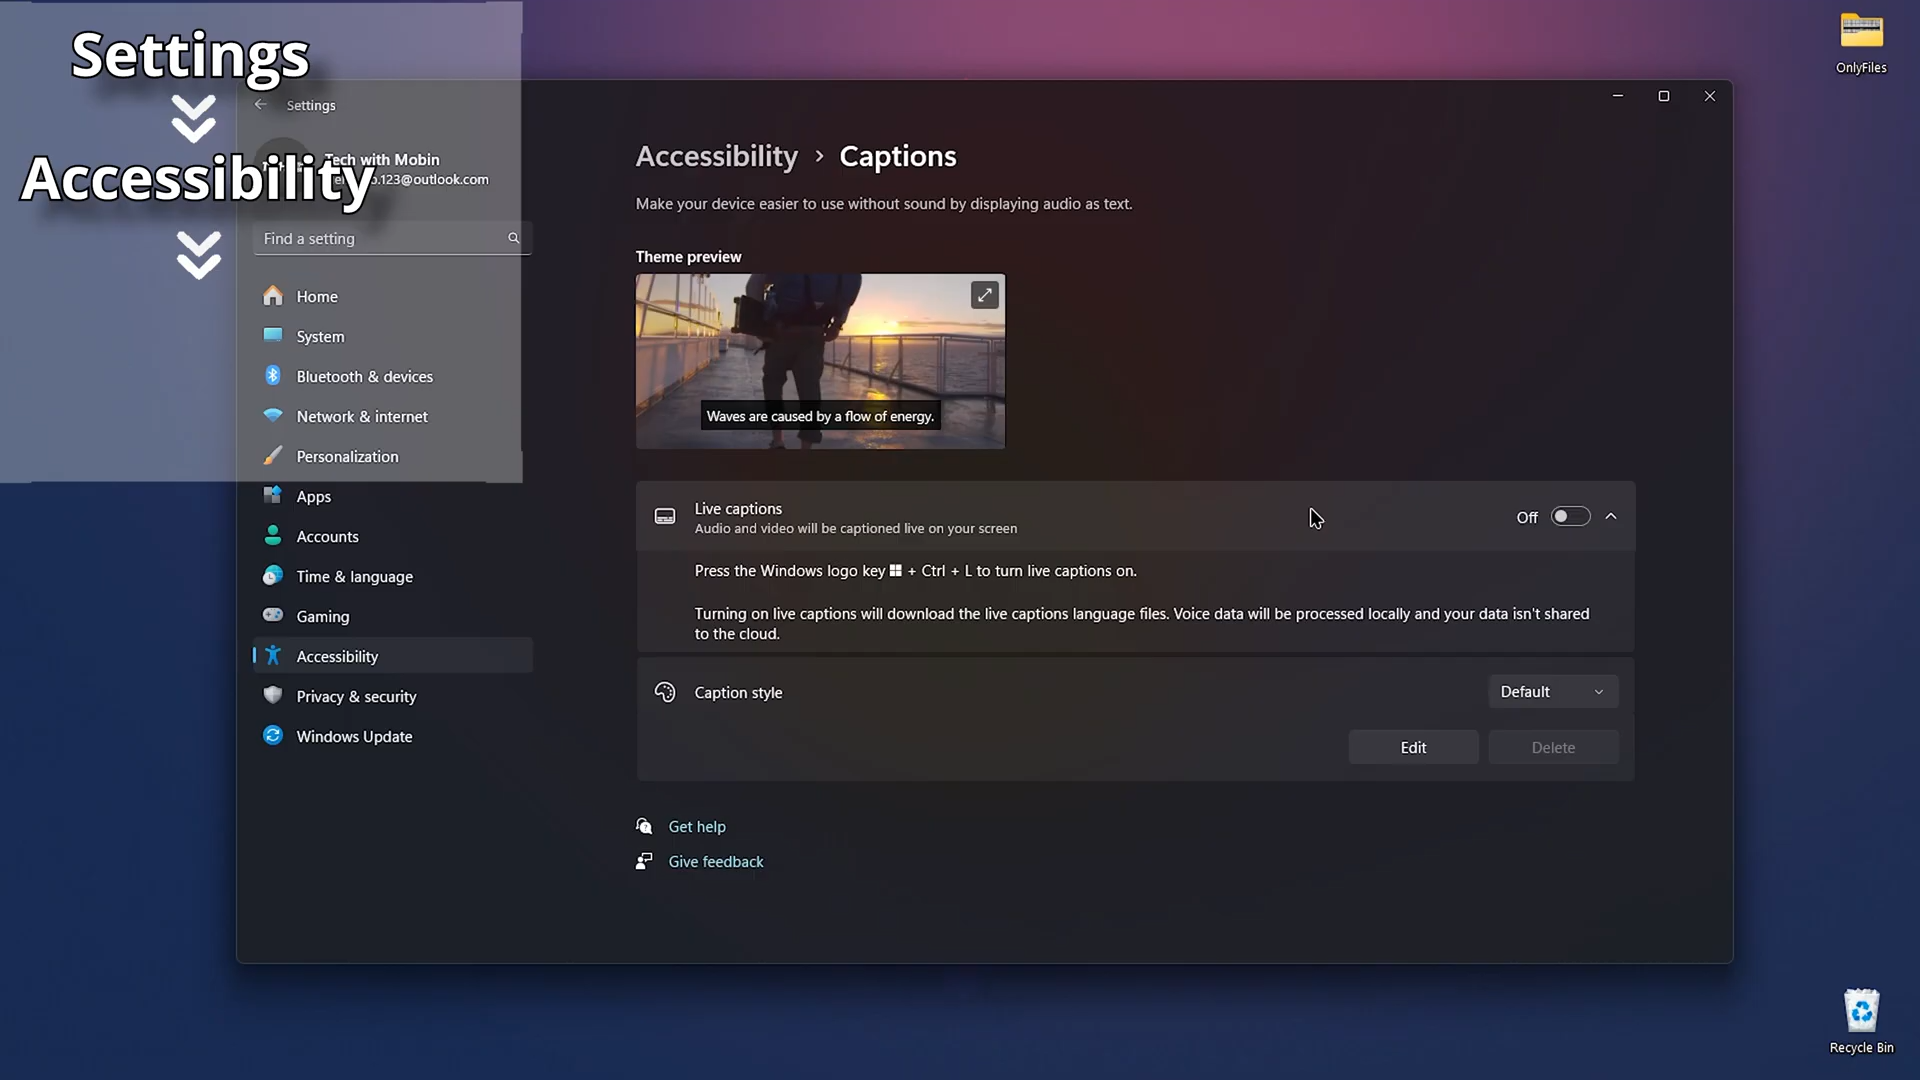 Settings
Accessibility
OnlyFiles
Settings
Tech with Mobin
o.123@outlook.com
Find a setting
Home
System
Bluetooth & devices
Network & internet
Personalization
Apps
Accounts
Time & language
Gaming
Accessibility
Privacy & security
Windows Update
Accessibility > Captions
Make your device easier to use without sound by displaying audio as text.
Theme preview
Waves are caused by a flow of energy.
Live captions
Audio and video will be captioned live on your screen
Off
Press the Windows logo key + Ctrl + L to turn live captions on.
Turning on live captions will download the live captions language files. Voice data will be processed locally and your data isn't shared
to the cloud.
Caption style
Default
Edit
Delete
Get help
Give feedback
Recycle Bin